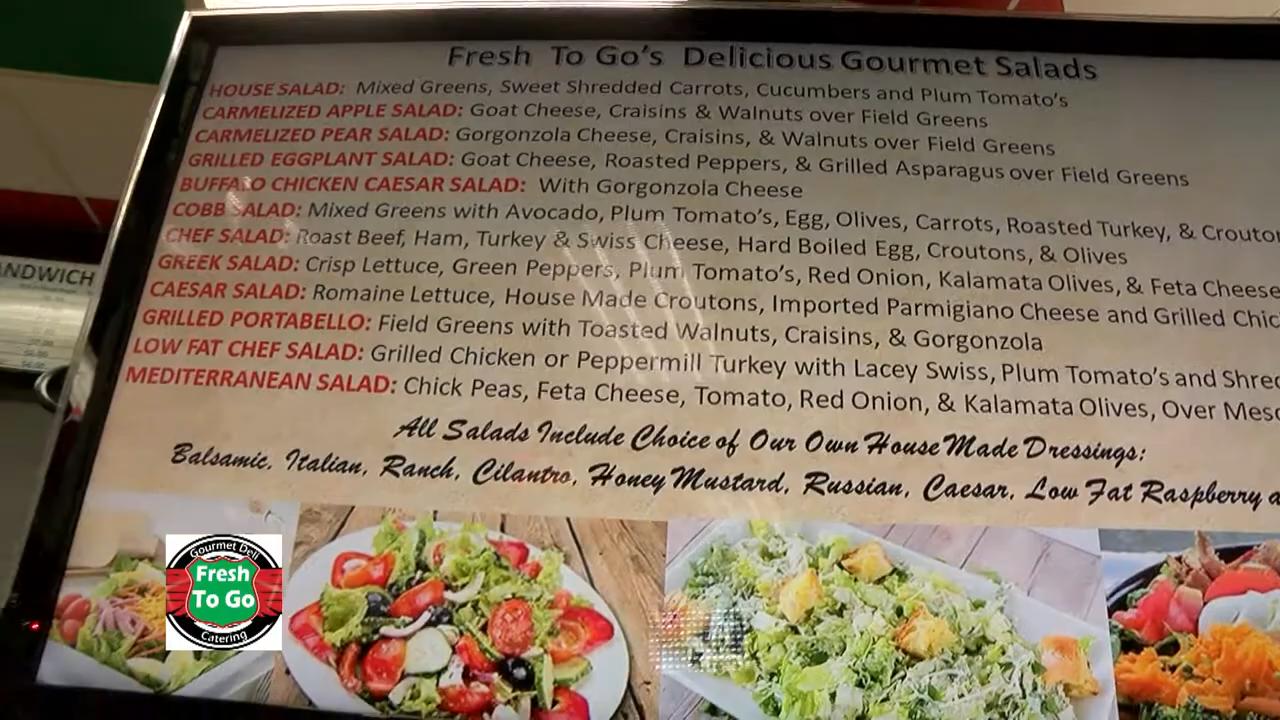 Fresh To Go's Delicious Gourmet Salads
HOUSE SALAD: Mixed Greens, Sweet Shredded Carrots, Cucumbers and Plum Tomato's
CARMELIZED APPLE SALAD: Goat Cheese, Craisins & Walnuts over Field Greens
CARMELIZED PEAR SALAD: Gorgonzola Cheese, Craisins, & Walnuts over Field Greens
GRILLED EGGPLANT SALAD: Goat Cheese, Roasted Peppers, & Grilled Asparagus over Field Greens
BUFFALO CHICKEN CAESAR SALAD: With Gorgonzola Cheese
COBB SALAD: Mixed Greens with Avocado, Plum Tomato's, Egg, Olives, Carrots, Roasted Turkey, & Crouton
CHEF SALAD: Roast Beef, Ham, Turkey & Swiss Cheese, Hard Boiled Egg, Croutons, & Olives
GREEK SALAD: Crisp Lettuce, Green Peppers, Plum Tomato's, Red Onion, Kalamata Olives, & Feta Cheese
CAESAR SALAD: Romaine Lettuce, House Made Croutons, Imported Parmigiano Cheese and Grilled Chic
GRILLED PORTABELLO: Field Greens with Toasted Walnuts, Craisins, & Gorgonzola
LOW FAT CHEF SALAD: Grilled Chicken or Peppermill Turkey with Lacey Swiss, Plum Tomato's and Shred
MEDITERRANEAN SALAD: Chick Peas, Feta Cheese, Tomato, Red Onion, & Kalamata Olives, Over Mesc
All Salads Include Choice of Our Own House Made Dressings:
Balsamic, Italian, Ranch, Cilantro, Honey Mustard, Russian, Caesar, Low Fat Raspberry a
ANDWICH
Gourmet Deli
Fresh
To Go
Catering